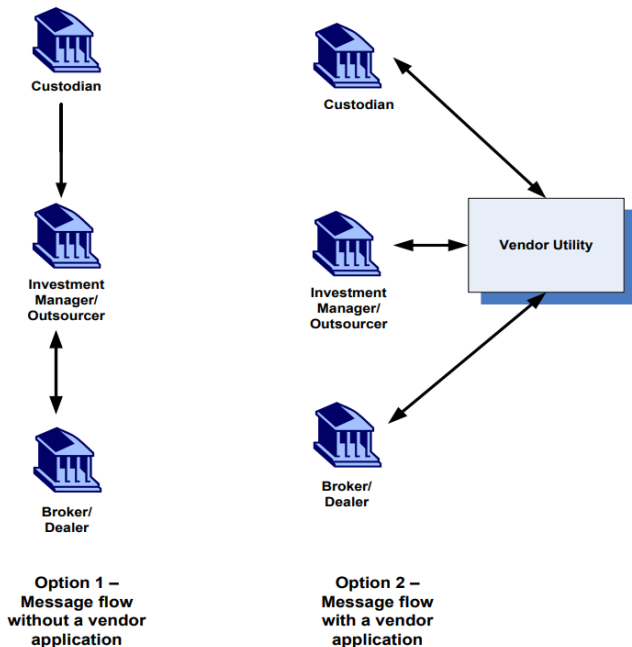 Custodian
Investment
Manager/
Outsourcer
Broker/
Dealer
Option 1 –
Message flow
without a vendor
application
Custodian
Investment
Manager/
Outsourcer
Broker/
Dealer
Vendor Utility
Option 2 –
Message flow
with a vendor
application